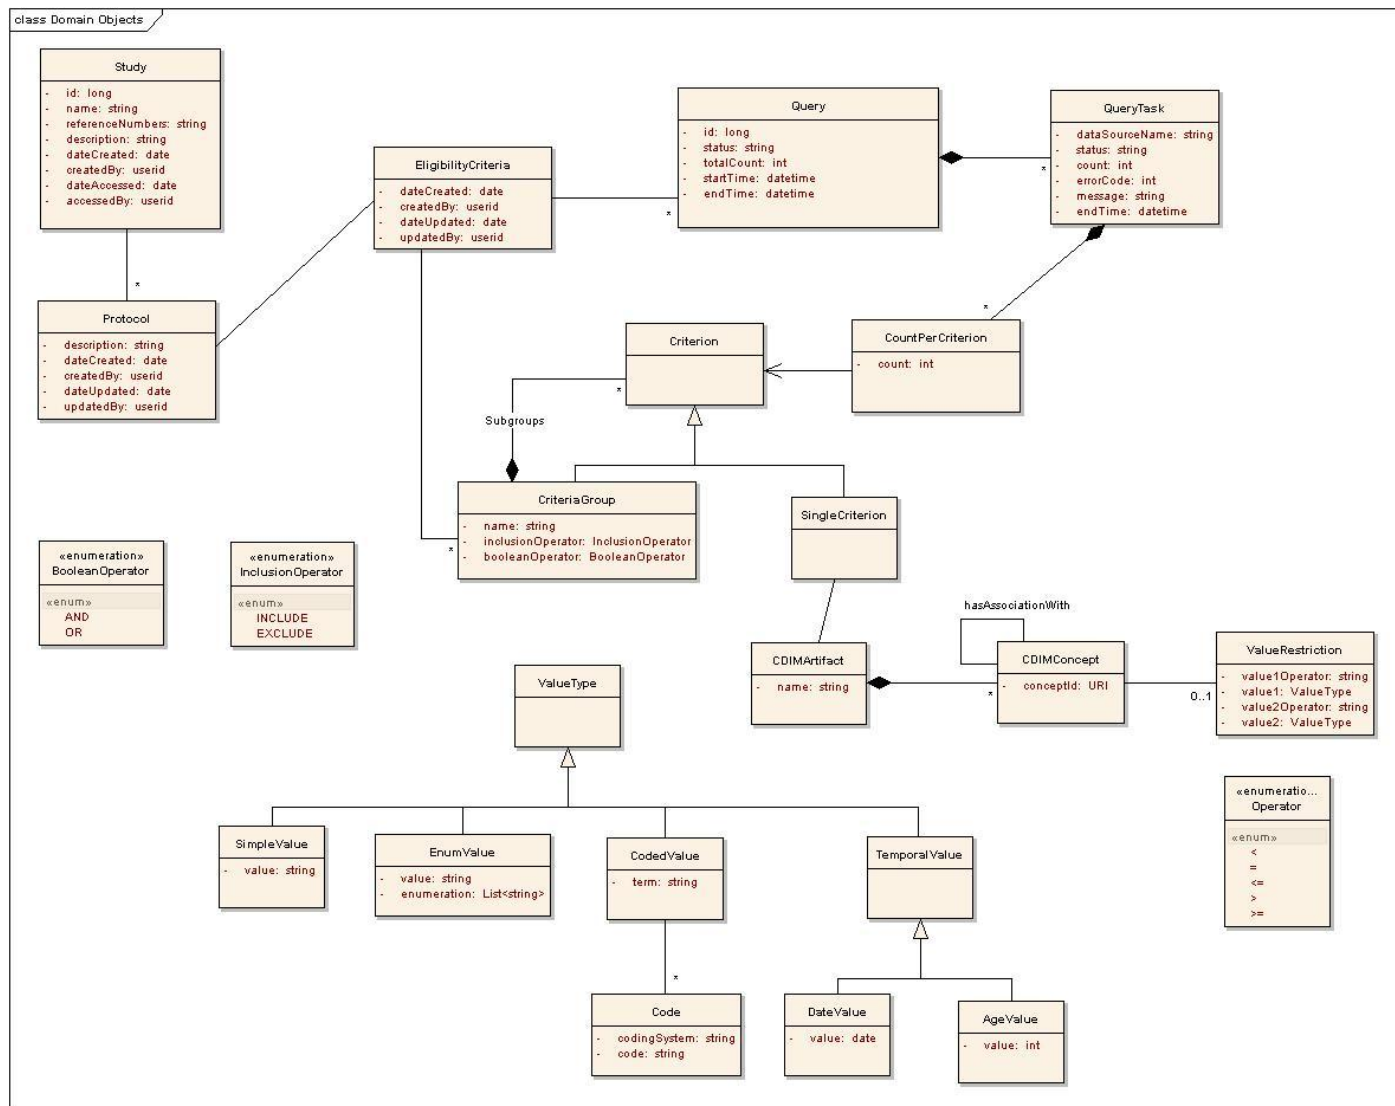 class Domain Objects
Study
- id: long
- name: string
- referenceNumbers: string
- description: string
- dateCreated: date
- createdBy: userid
- dateAccessed: date
- accessedBy: userid
*
Protocol
- description: string
- dateCreated: date
- createdBy: userid
- dateUpdated: date
- updatedBy: userid
EligibilityCriteria
- dateCreated: date
- createdBy: userid
- dateUpdated: date
- updatedBy: userid
*
Query
- id: long
- status: string
- totalCount: int
- startTime: datetime
- endTime: datetime
*
QueryTask
- dataSourceName: string
- status: string
- count: int
- errorCode: int
- message: string
- endTime: datetime
*
CountPerCriterion
- count: int
Criterion
*
Subgroups
CriteriaGroup
- name: string
- inclusionOperator: InclusionOperator
- booleanOperator: BooleanOperator
*
SingleCriterion
«enumeration»
BooleanOperator
«enum»
AND
OR
«enumeration»
InclusionOperator
«enum»
INCLUDE
EXCLUDE
CDIMArtifact
- name: string
*
hasAssociationWith
CDIMConcept
- conceptId: URI
0..1
ValueRestriction
- value1Operator: string
- value1: ValueType
- value2Operator: string
- value2: ValueType
ValueType
«enumeratio...
Operator
«enum»
<
=
<=
>
>=
SimpleValue
- value: string
EnumValue
- value: string
- enumeration: List<string>
CodedValue
- term: string
TemporalValue
*
Code
- codingSystem: string
- code: string
DateValue
- value: date
AgeValue
- value: int